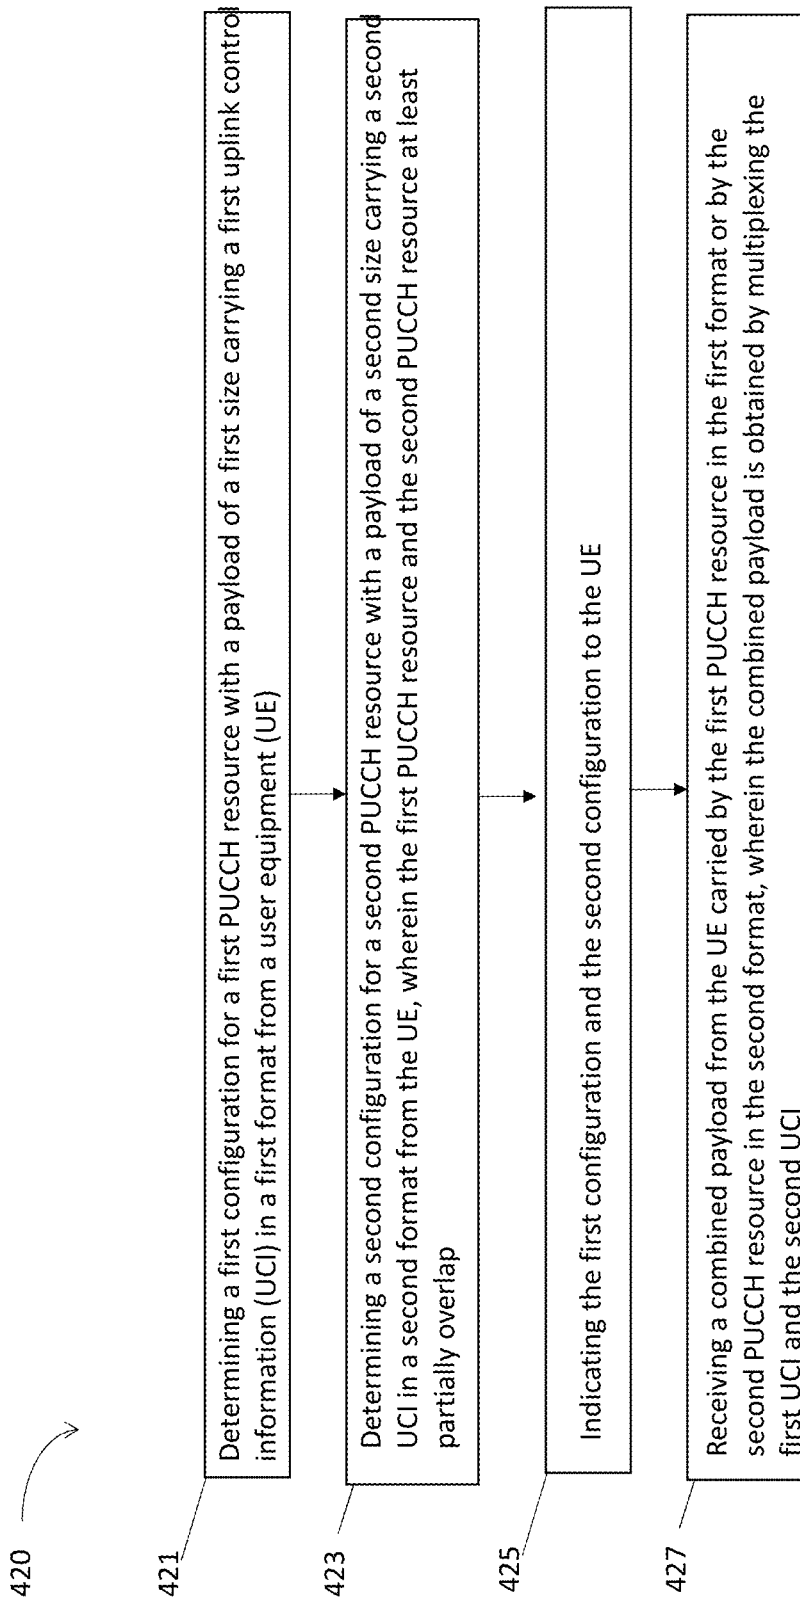 420
421
Determining a first configuration for a first PUCCH resource with a payload of a first size carrying a first uplink control
information (UCI) in a first format from a user equipment (UE)
423
Determining a second configuration for a second PUCCH resource with a payload of a second size carrying a second
UCI in a second format from the UE, wherein the first PUCCH resource and the second PUCCH resource at least
partially overlap
425
Indicating the first configuration and the second configuration to the UE
427
Receiving a combined payload from the UE carried by the first PUCCH resource in the first format or by the
second PUCCH resource in the second format, wherein the combined payload is obtained by multiplexing the
first UCI and the second UCI